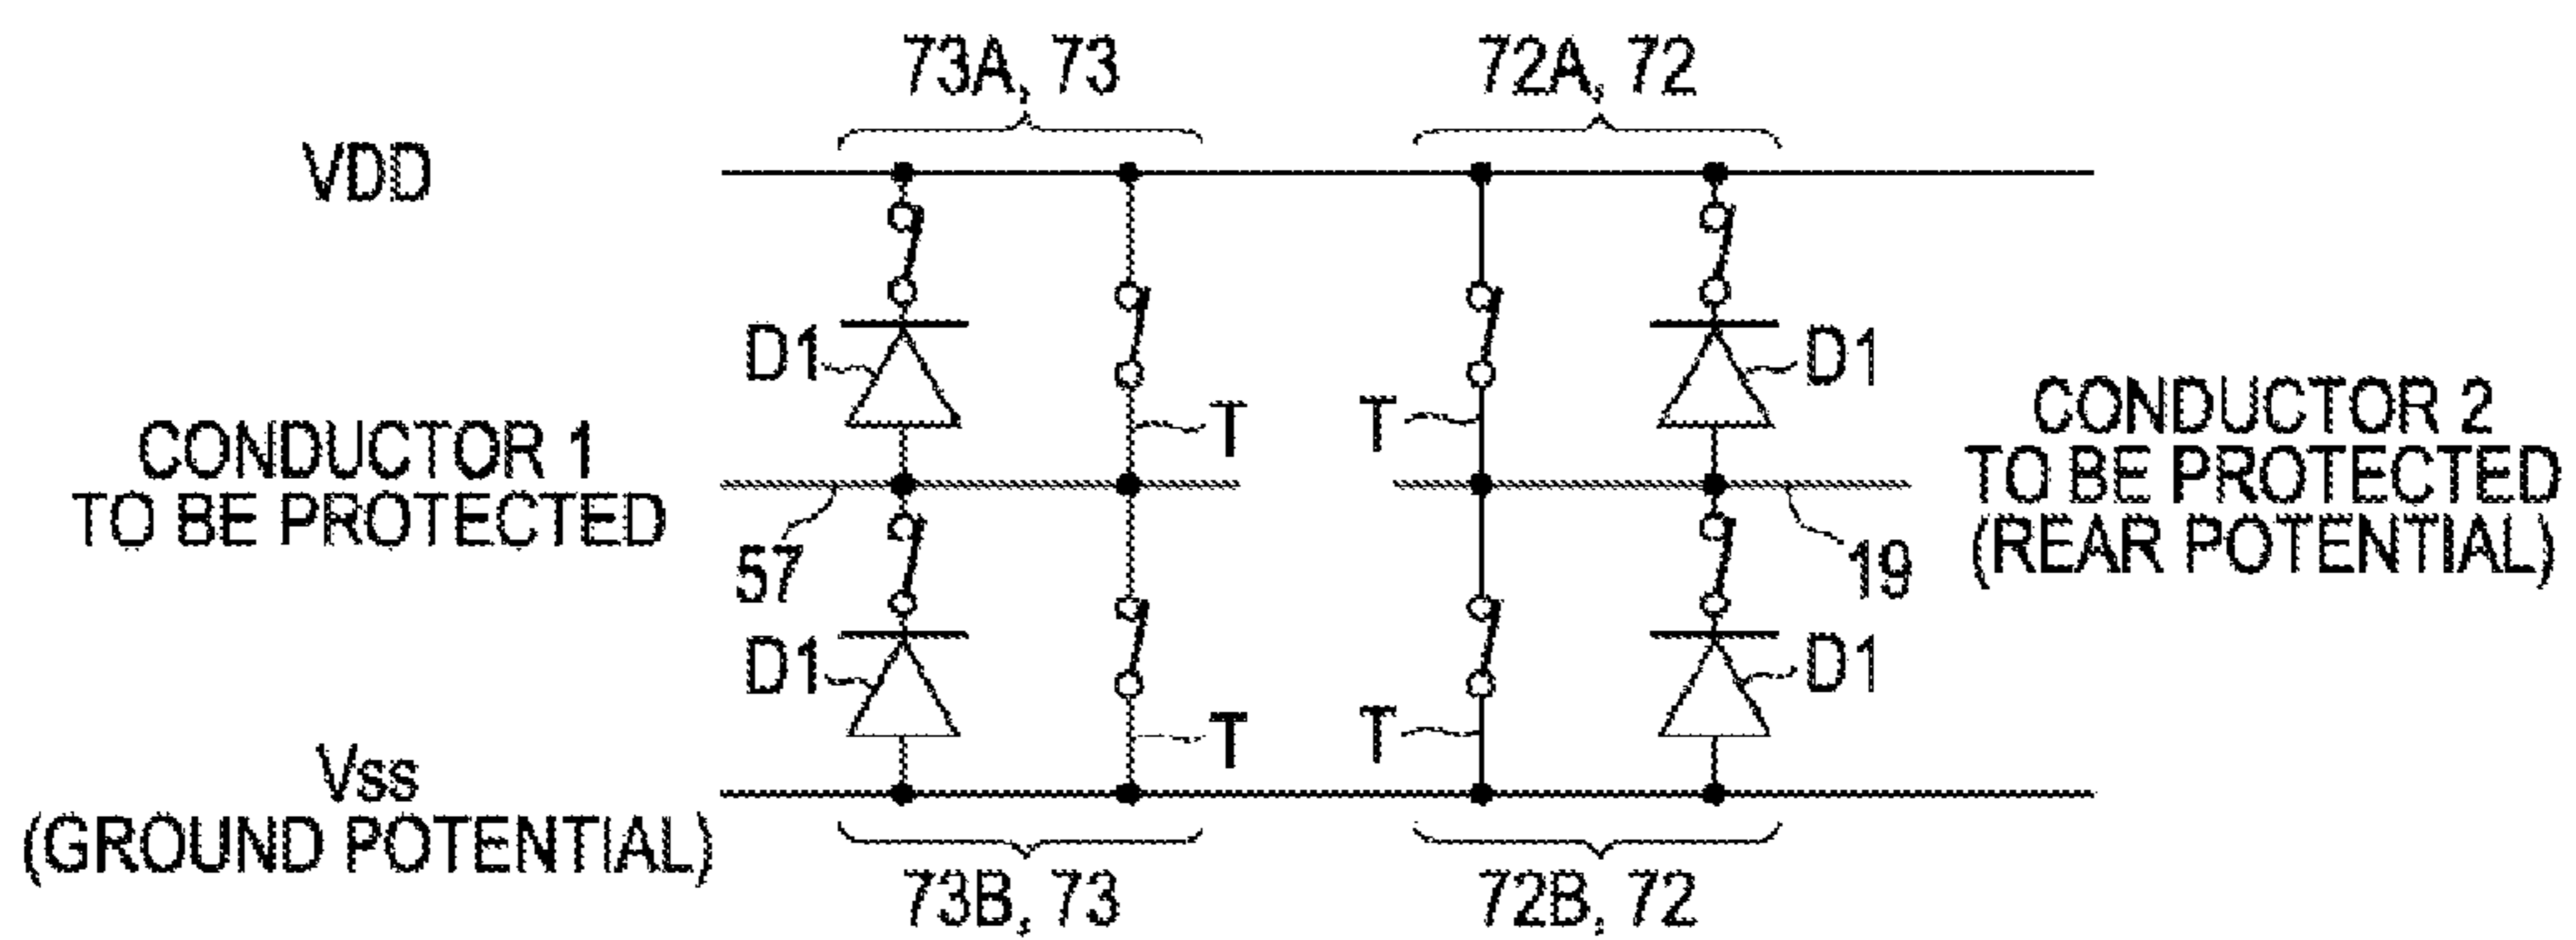 73A, 73
72A, 72
VDD
D1
D1
T
T
CONDUCTOR 1
TO BE PROTECTED
CONDUCTOR 2
TO BE PROTECTED
(REAR POTENTIAL)
57
19
D1
D1
T
T
Vss
(GROUND POTENTIAL)
73B, 73
72B, 72